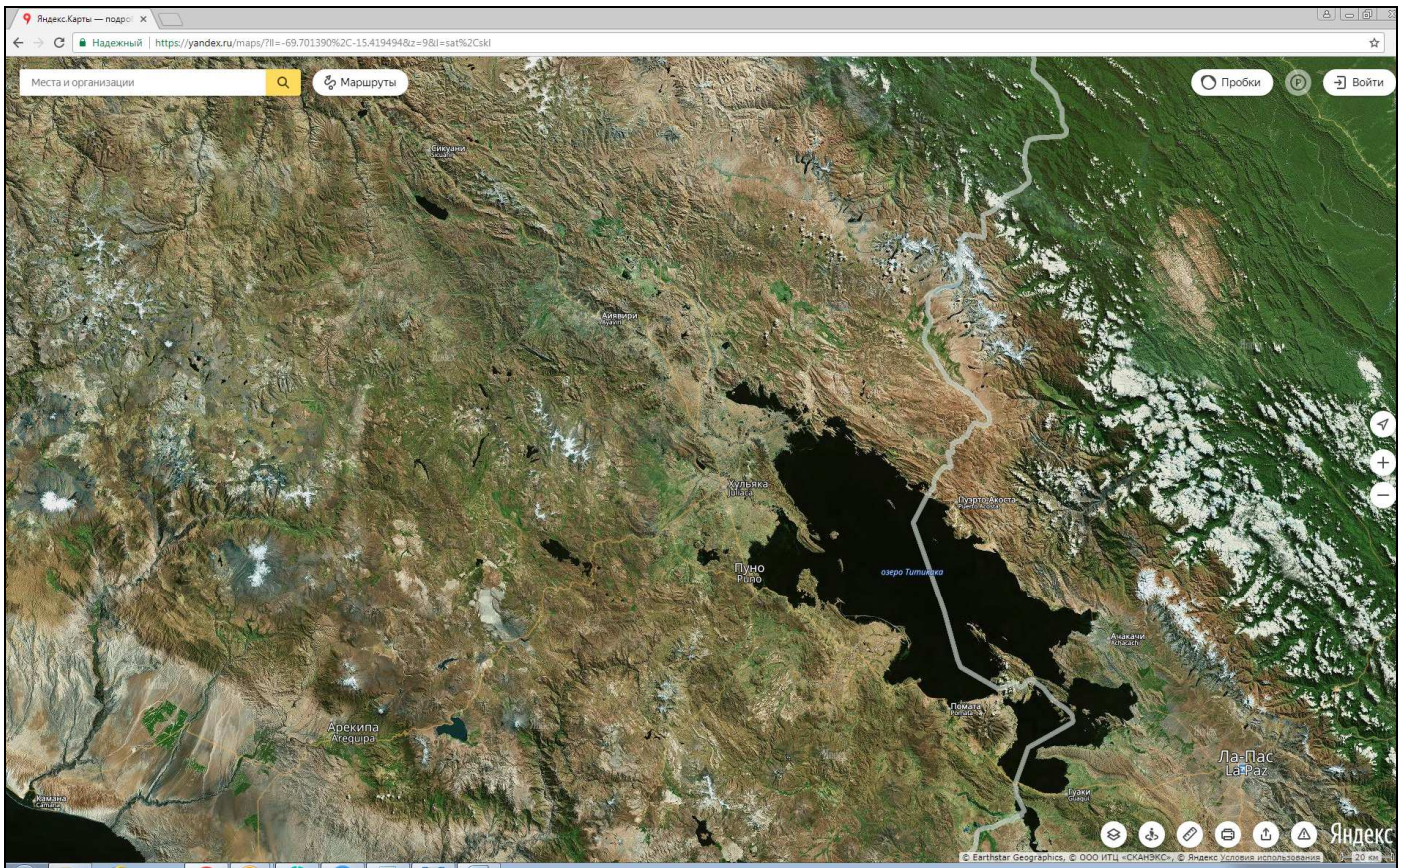 Яндекс.Карты — подро
Надежный
https://yandex.ru/maps/?ll=-69.701390%2C-15.419494&z=9&l=sat%2Cskl
Места и организации
Маршруты
Пробки
P
Войти
Сикуани
Sicuani
Айявири
Ayaviri
Хульяка
Juliaca
Пуэрто-Акоста
Puerto Acosta
Пуно
Puno
озеро Титикака
Ачакачи
Achacachi
Помата
Pomata
Арекипа
Arequipa
Ла-Пас
La Paz
Гуаки
Guaqui
Камана
Camaná
Яндекс
© Earthstar Geographics, © ООО ИТЦ «СКАНЭКС», © Яндекс Условия использования
20 км